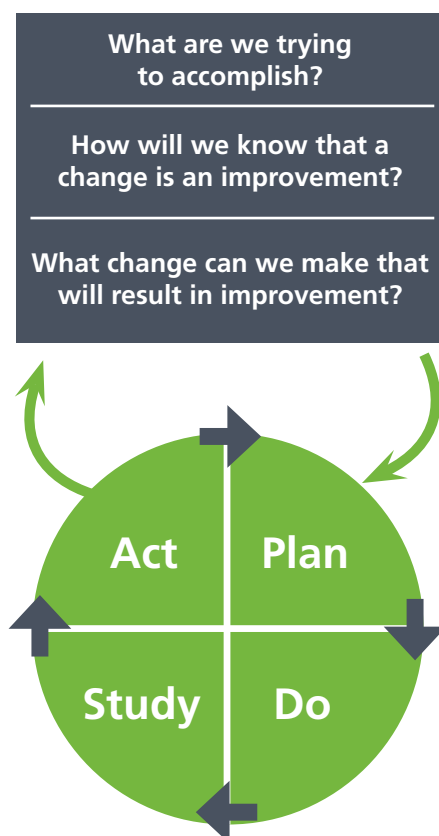 What are we trying
to accomplish?
How will we know that a
change is an improvement?
What change can we make that
will result in improvement?
Act
Plan
Study
Do